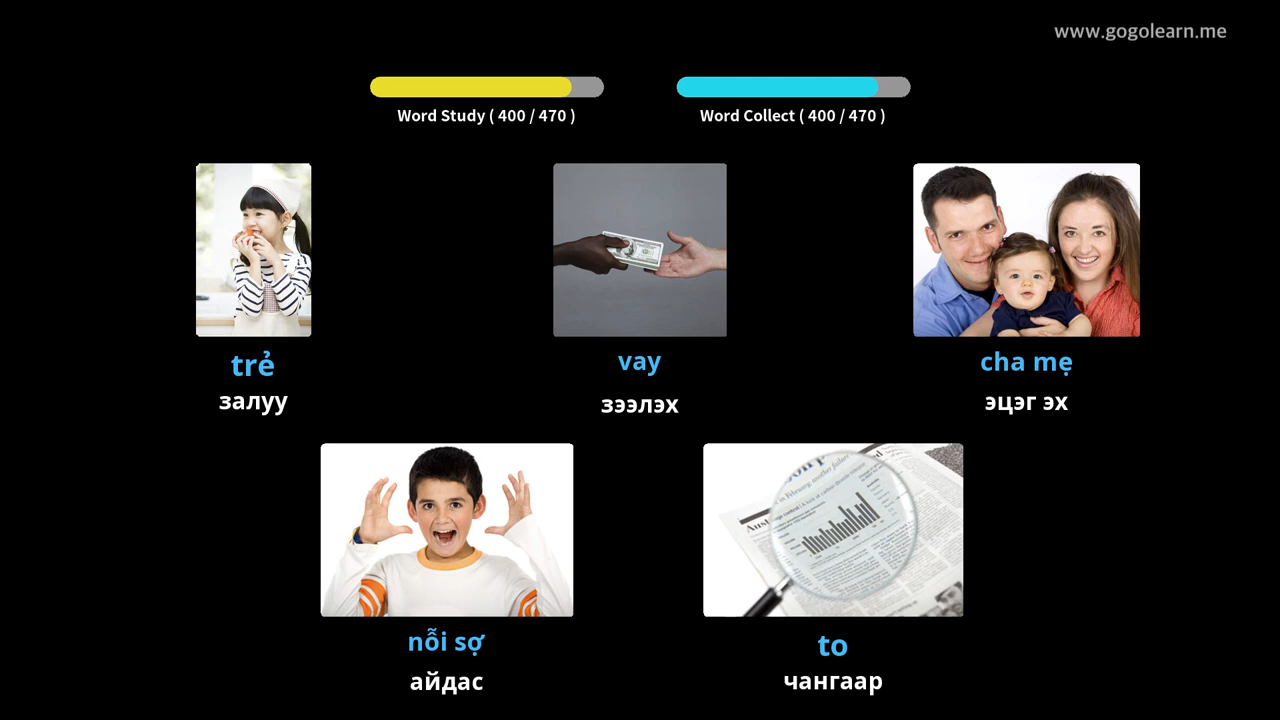 www.gogolearn.me
Word Study ( 400 / 470 )
Word Collect ( 400 / 470 )
trẻ
залуу
vay
зээлэх
cha mẹ
эцэг эх
nỗi sợ
айдас
to
чангаар